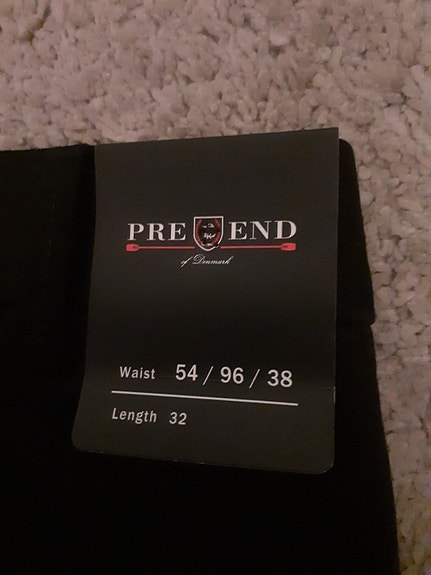 PRE END
of Denmark
Waist 54 / 96 / 38
Length 32